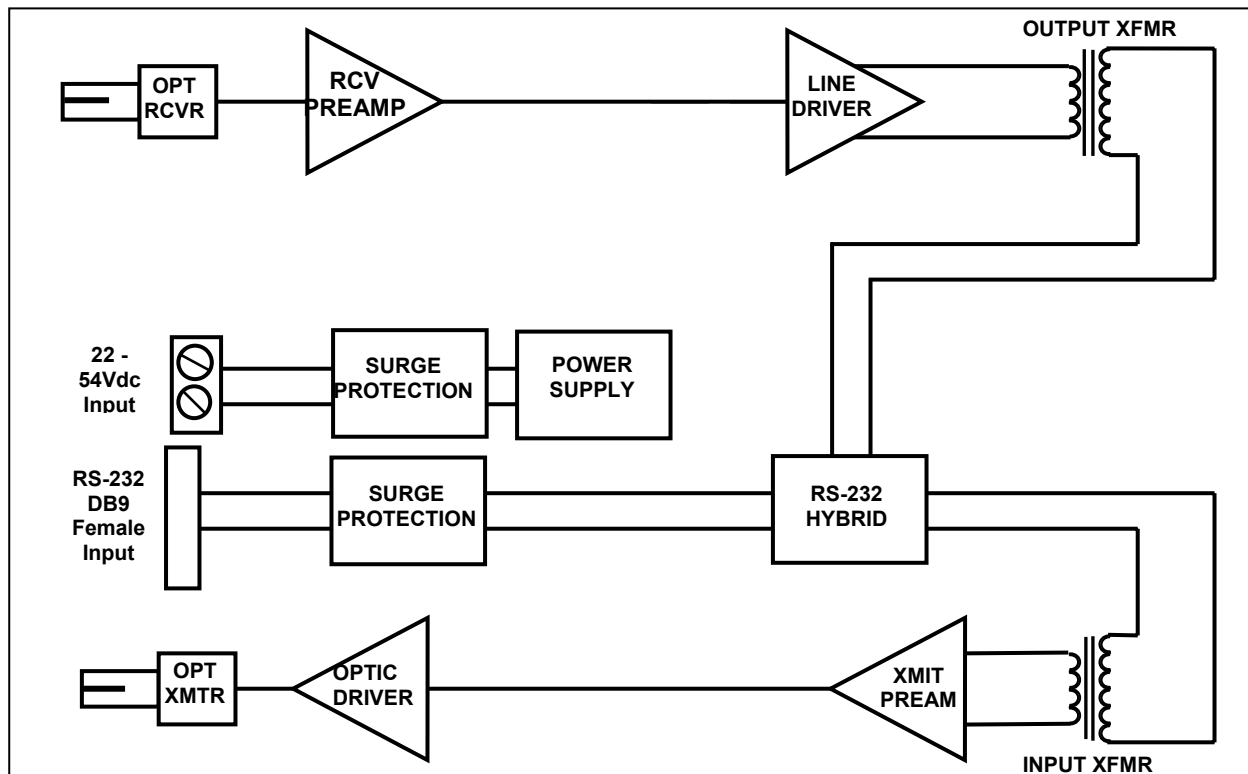 OUTPUT XFMR
OPT
RCVR
RCV
PREAMP
LINE
DRIVER
22 -
54Vdc
Input
SURGE
PROTECTION
POWER
SUPPLY
RS-232
DB9
Female
Input
SURGE
PROTECTION
RS-232
HYBRID
OPT
XMTR
OPTIC
DRIVER
XMIT
PREAM
INPUT XFMR